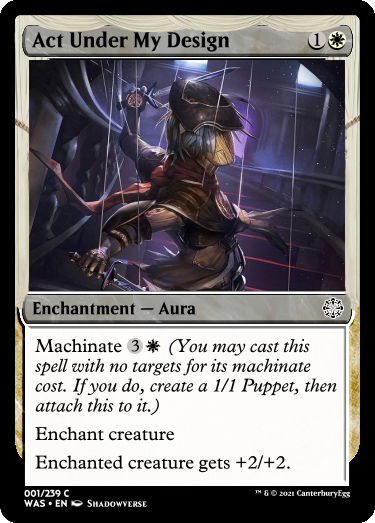 Act Under My Design 1
Enchantment — Aura
Machinate 3 (You may cast this
spell with no targets for its machinate
cost. If you do, create a 1/1 Puppet, then
attach this to it.)
Enchant creature
Enchanted creature gets +2/+2.
001/239 C
WAS • EN SHADOWVERSE
™ & © 2021 CanterburyEgg